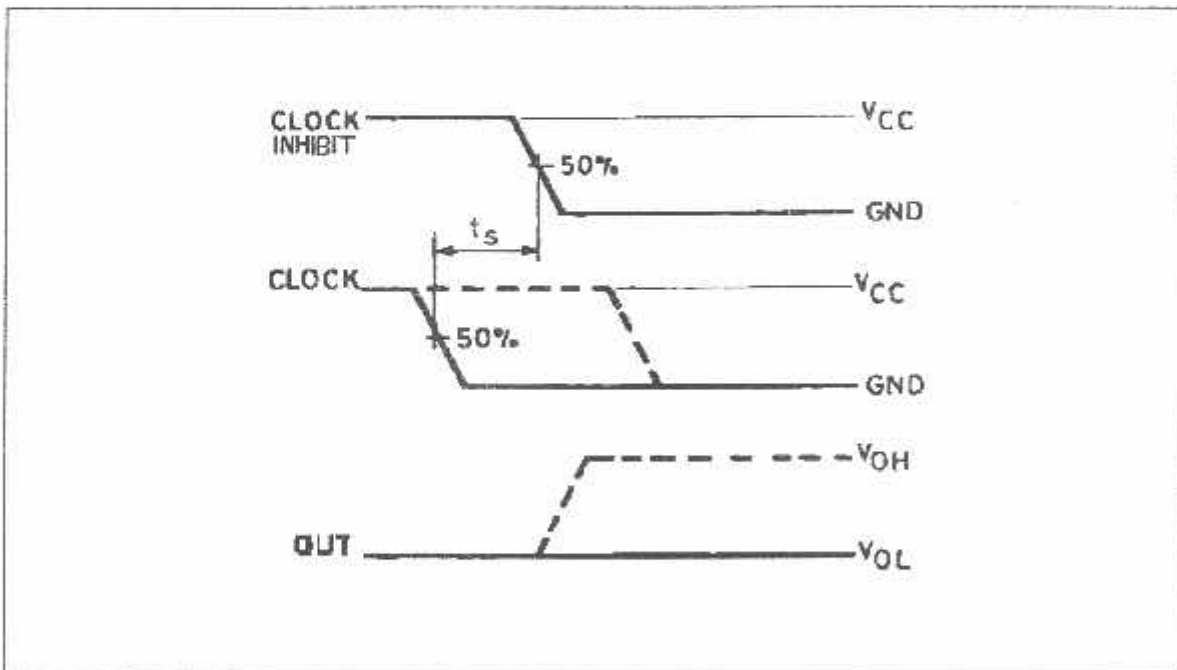 CLOCK
INHIBIT
VCC
50%
GND
ts
CLOCK
VCC
50%
GND
VOH
OUT
VOL